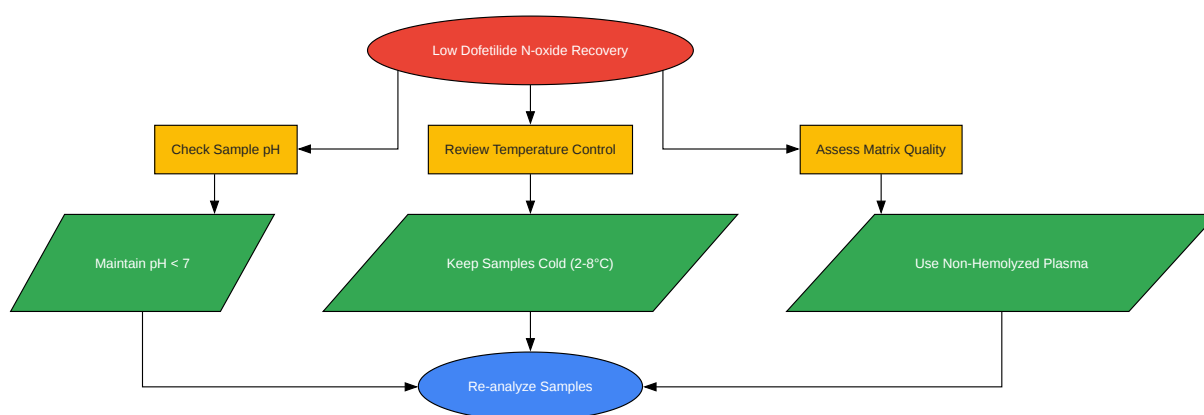 Low Dofetilide N-oxide Recovery
Check Sample pH
Review Temperature Control
Assess Matrix Quality
Maintain pH < 7
Keep Samples Cold (2-8°C)
Use Non-Hemolyzed Plasma
Re-analyze Samples